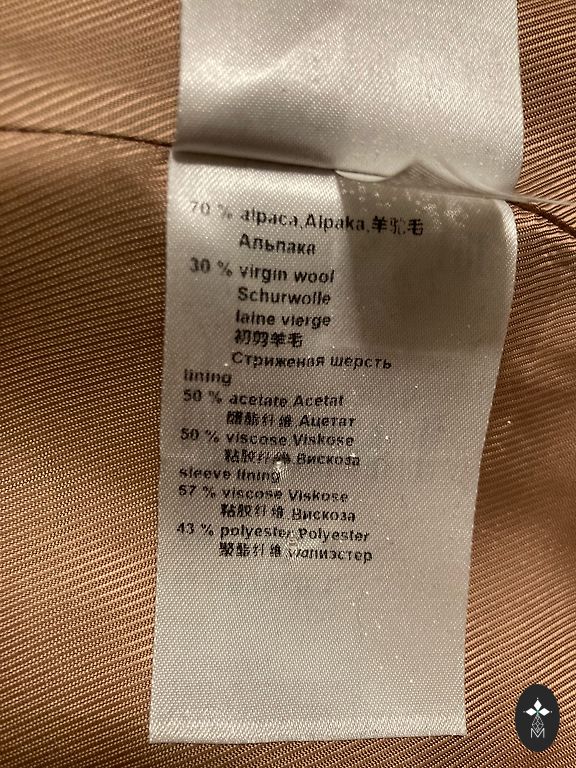 70 % alpaca,Alpaka,羊驼毛
Альпака
30 % virgin wool
Schurwolle
laine vierge
初剪羊毛
Стриженая шерсть
lining
50 % acetate,Acetat
醋酯纤维,Ацетат
50 % viscose,Viskose
粘胶纤维,Вискоза
sleeve lining
57 % viscose,Viskose
粘胶纤维,Вискоза
43 % polyester,Polyester
聚酯纤维,полиэстер
M